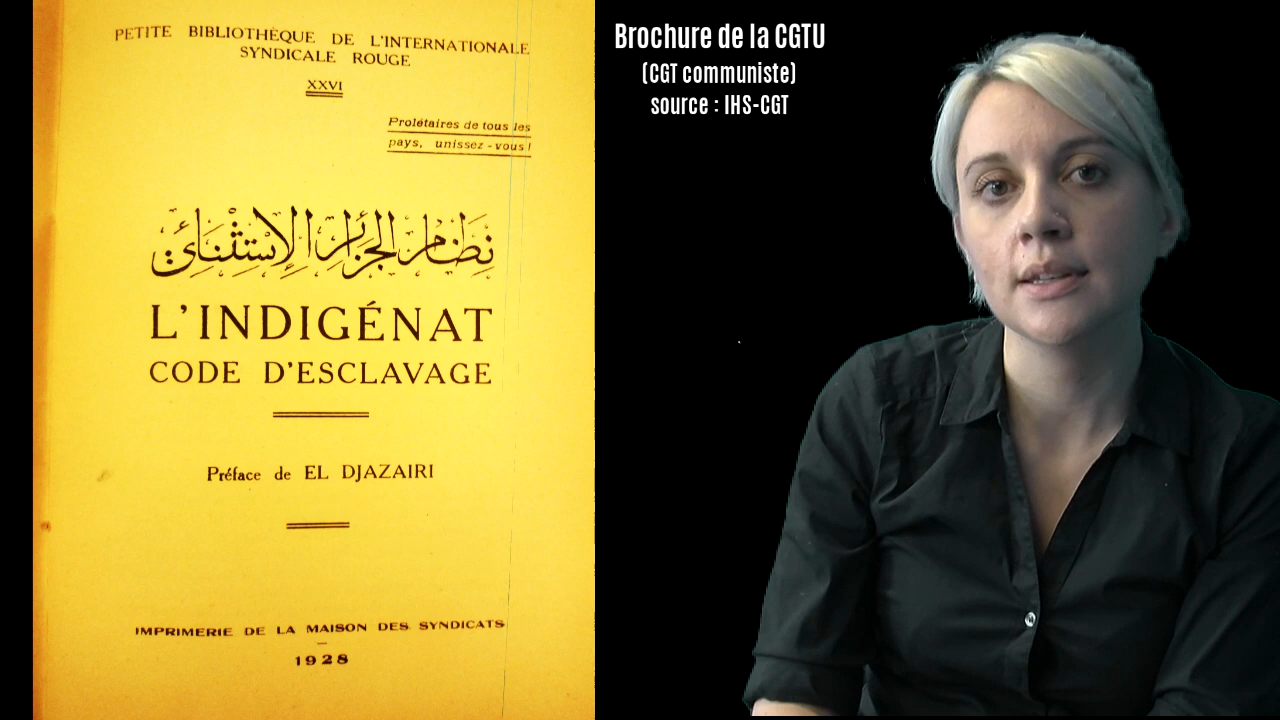 PETITE BIBLIOTHÈQUE DE L'INTERNATIONALE
SYNDICALE ROUGE
XXVI
Prolétaires de tous les
pays, unissez-vous!
نظام الجزائر الإستثنائي
L'INDIGÉNAT
CODE D'ESCLAVAGE
Préface de EL DJAZAIRI
IMPRIMERIE DE LA MAISON DES SYNDICATS
1928
Brochure de la CGTU
(CGT communiste)
source : IHS-CGT